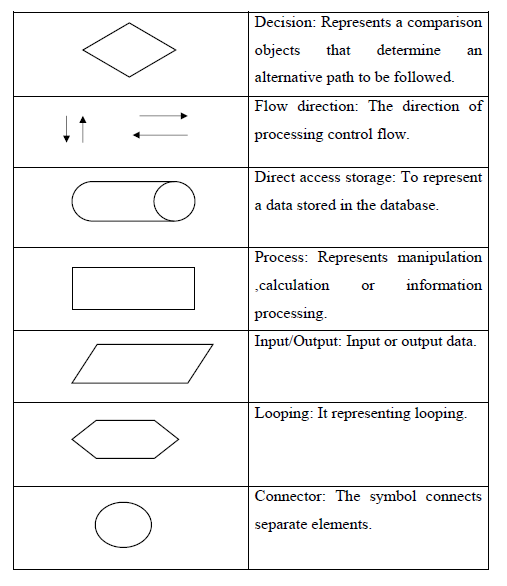 Decision: Represents a comparison
objects that determine an
alternative path to be followed.
Flow direction: The direction of
processing control flow.
Direct access storage: To represent
a data stored in the database.
Process: Represents manipulation
,calculation or information
processing.
Input/Output: Input or output data.
Looping: It representing looping.
Connector: The symbol connects
separate elements.